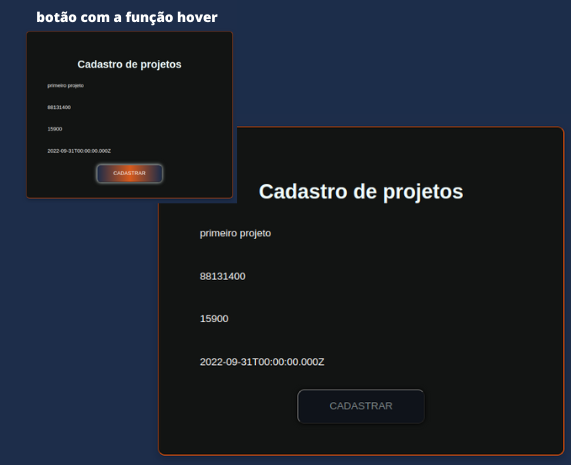 botão com a função hover
Cadastro de projetos
primeiro projeto
88131400
15900
2022-09-31T00:00:00.000Z
CADASTRAR
Cadastro de projetos
primeiro projeto
88131400
15900
2022-09-31T00:00:00.000Z
CADASTRAR